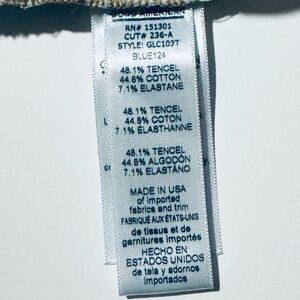 RN# 151301
CUT# 236-A
STYLE: GLC103T
BLUE124
48.1% TENCEL
44.8% COTTON
7.1% ELASTANE
48.1% TENCEL
44.8% COTON
7.1% ÉLASTHANNE
48.1% TENCEL
44.8% ALGODÓN
7.1% ELASTANO
MADE IN USA
of imported
fabrics and trim
FABRIQUÉ AUX ÉTATS-UNIS
de tissus et de
garnitures importés
HECHO EN
ESTADOS UNIDOS
de tela y adornos
importados